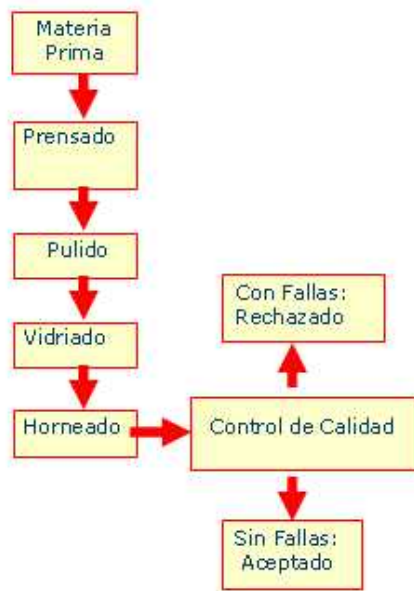 Materia
Prima
Prensado
Pulido
Vidriado
Horneado
Con Fallas:
Rechazado
Control de Calidad
Sin Fallas:
Aceptado